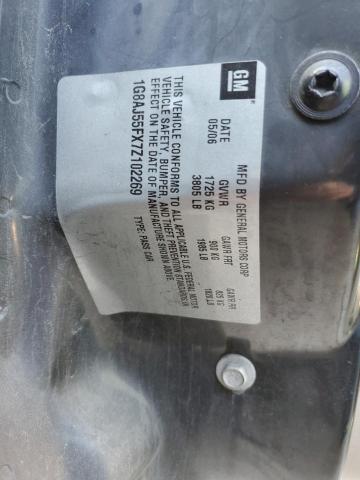 GM
MFD BY GENERAL MOTORS CORP
DATE GVWR GAWR FRT GAWR RR
05/06 1726 KG 900 KG 825 KG
3805 LB 1985 LB 1820 LB
THIS VEHICLE CONFORMS TO ALL APPLICABLE U.S. FEDERAL MOTOR
VEHICLE SAFETY, BUMPER, AND THEFT PREVENTION STANDARDS IN
EFFECT ON THE DATE OF MANUFACTURE SHOWN ABOVE.
1G8AJ55FX7Z102269 TYPE: PASS CAR